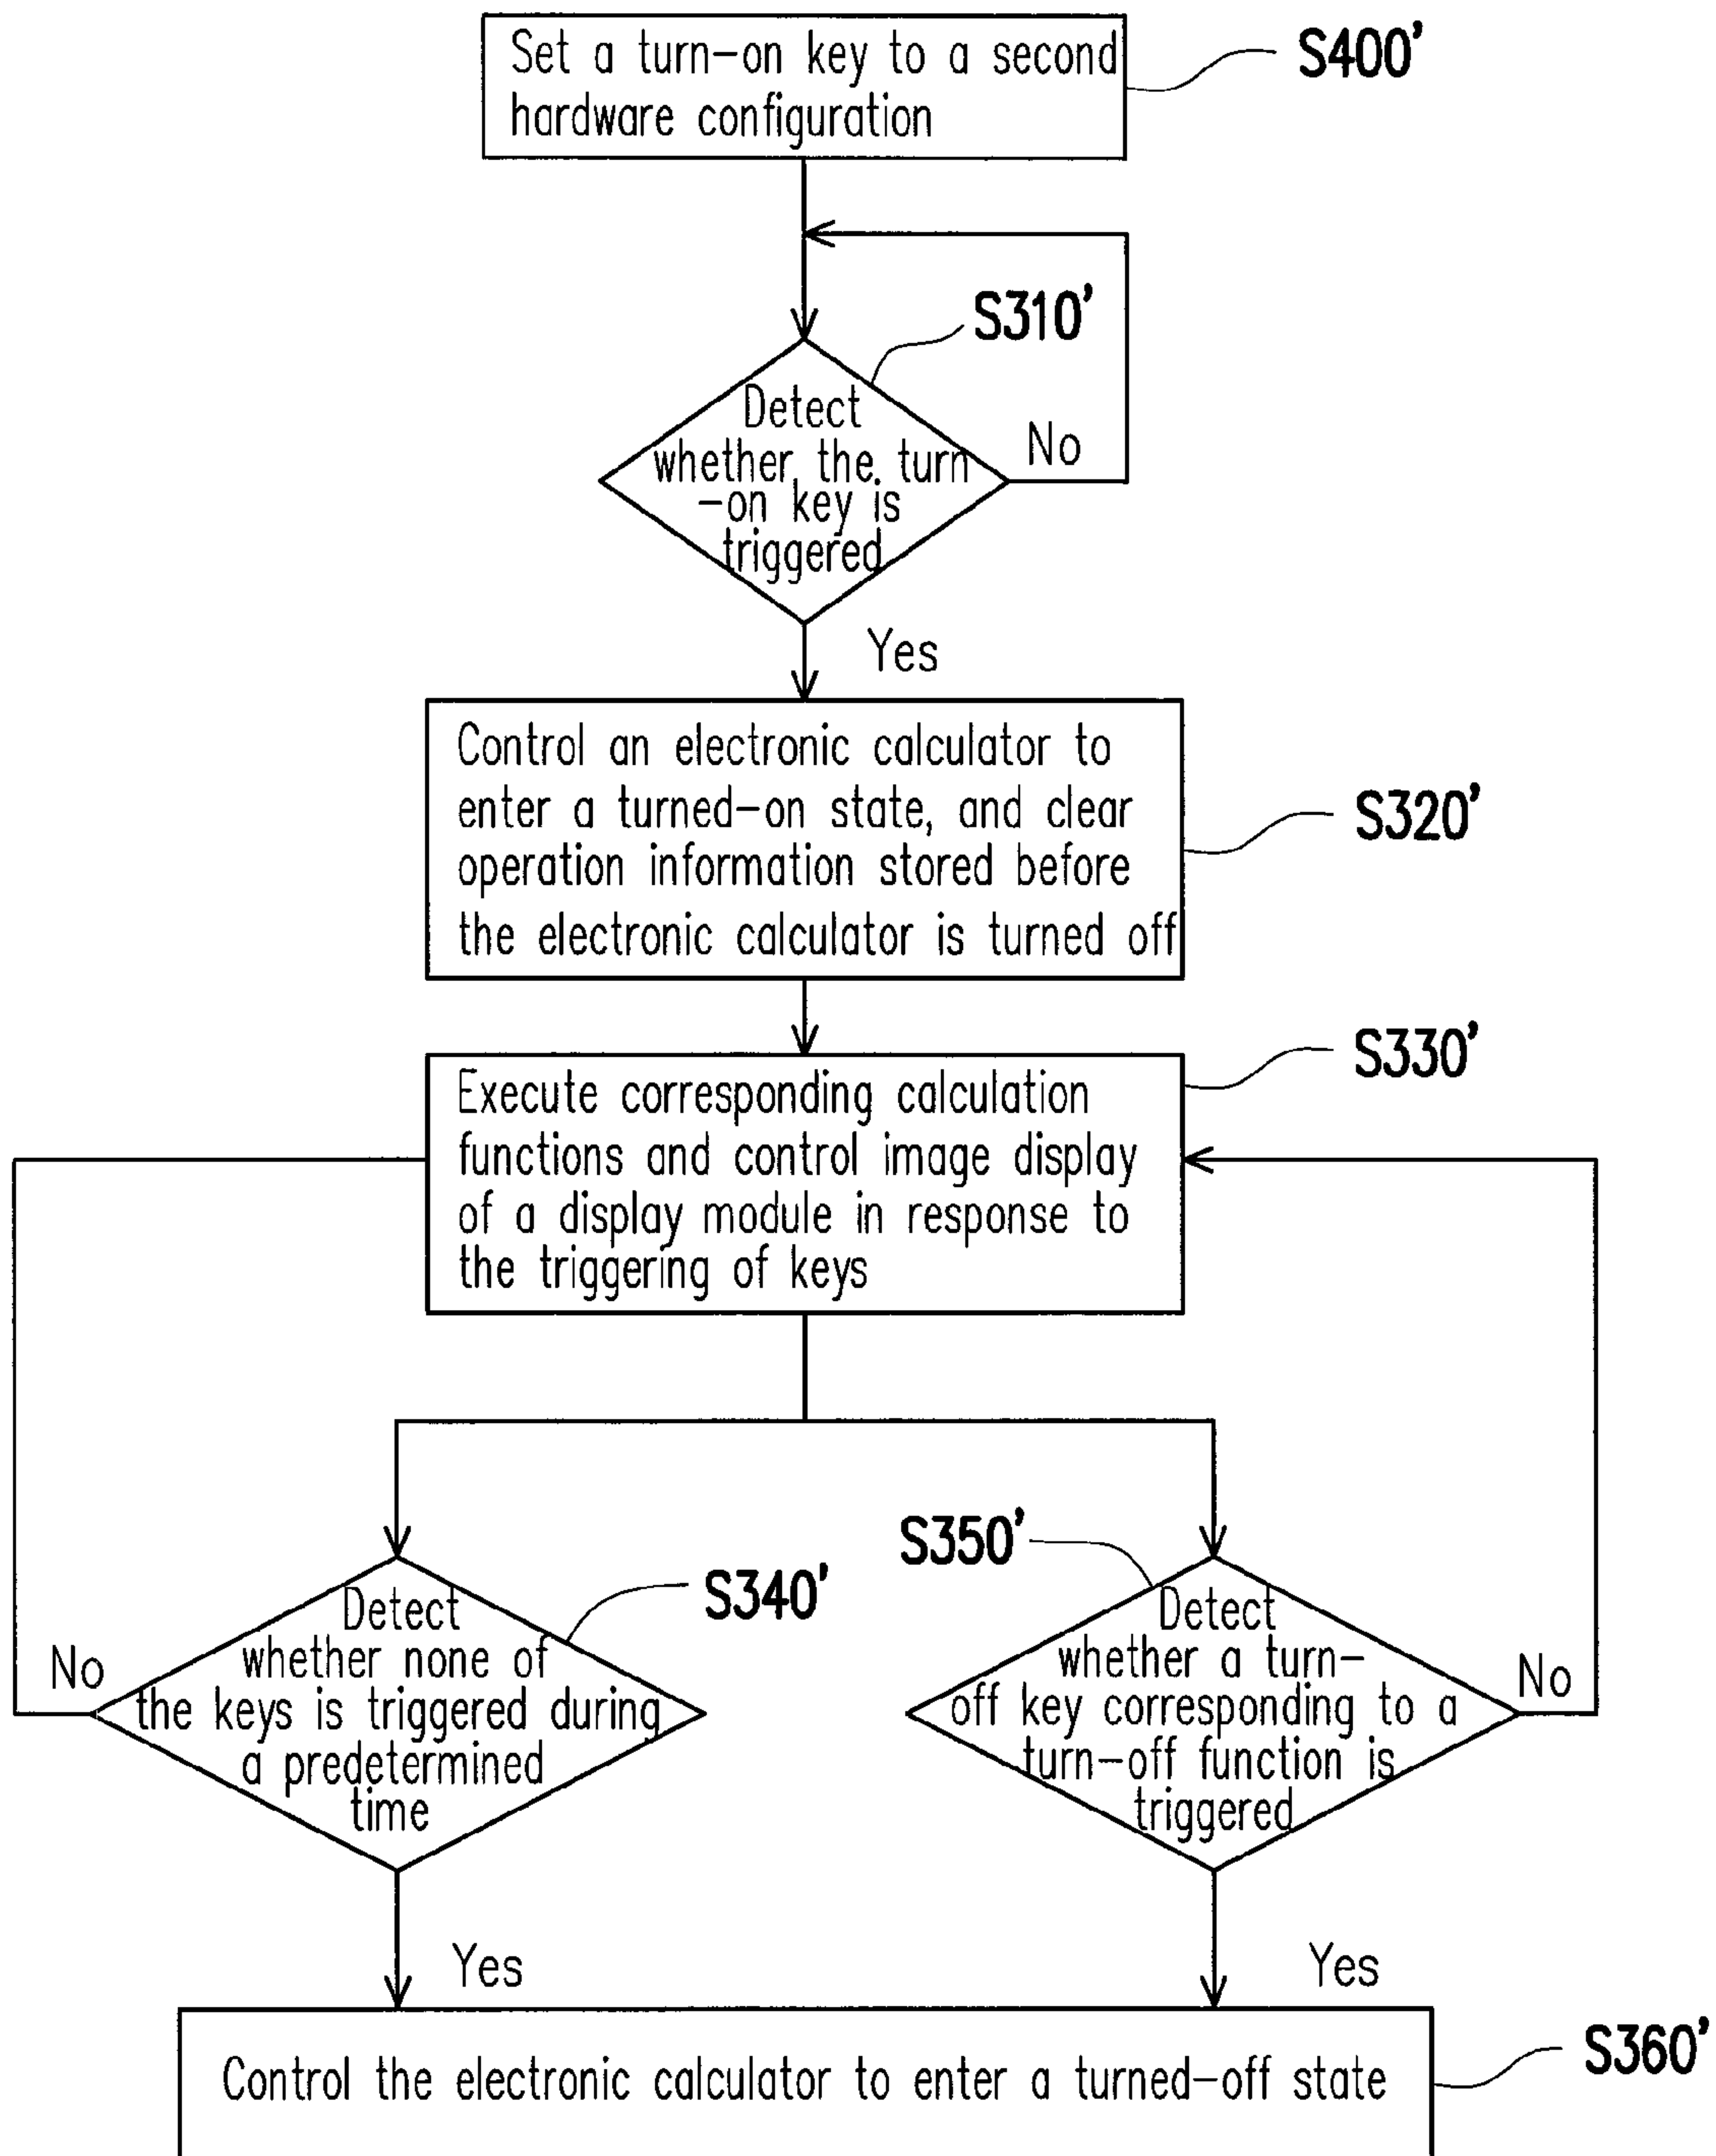 Set a turn-on key to a second
hardware configuration
S400'
S310'
Detect
whether the turn
-on key is
triggered
No
Yes
Control an electronic calculator to
enter a turned-on state, and clear
operation information stored before
the electronic calculator is turned off
S320'
S330'
Execute corresponding calculation
functions and control image display
of a display module in response to
the triggering of keys
S340'
Detect
whether none of
the keys is triggered during
a predetermined
time
No
Yes
S350'
Detect
whether a turn-
off key corresponding to a
turn-off function is
triggered
No
Yes
Control the electronic calculator to enter a turned-off state
S360'